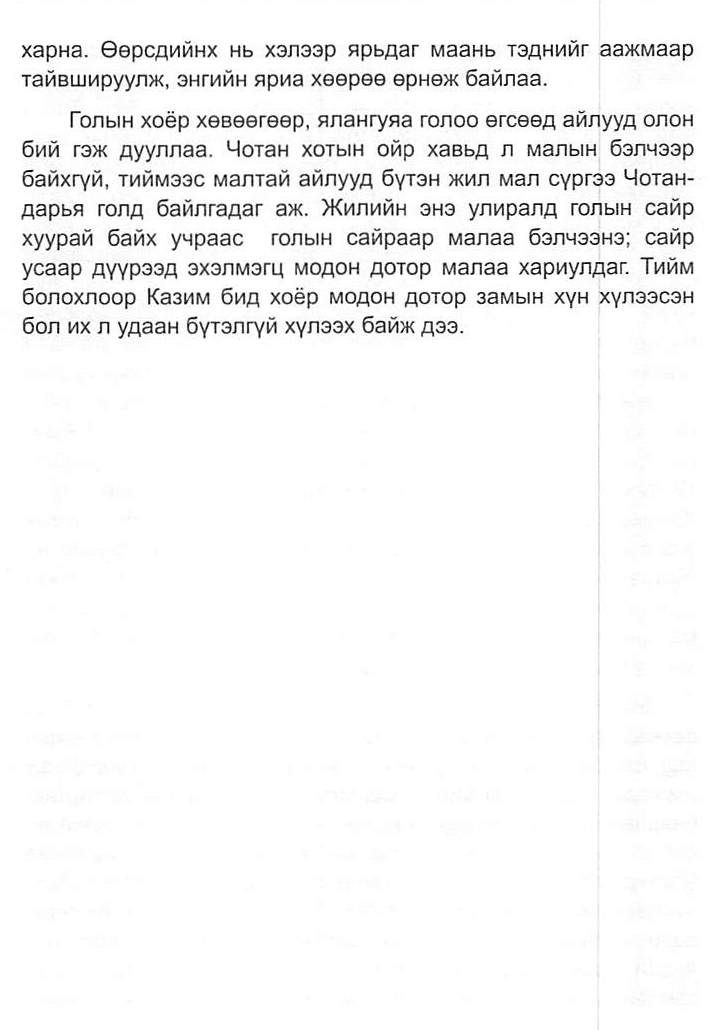 харна. Өөрсдийнх нь хэлээр ярьдаг маань тэднийг аажмаар
тайвшируулж, энгийн яриа хөөрөө өрнөж байлаа.
Голын хоёр хөвөөгөөр, ялангуяа голоо өгсөөд айлууд олон
бий гэж дууллаа. Чотан хотын ойр хавьд л малын бэлчээр
байхгүй, тиймээс малтай айлууд бүтэн жил мал сүргээ Чотан-
дарья голд байлгадаг аж. Жилийн энэ улиралд голын сайр
хуурай байх учраас голын сайраар малаа бэлчээнэ; сайр
усаар дүүрээд эхэлмэгц модон дотор малаа хариулдаг. Тийм
болохлоор Казим бид хоёр модон дотор замын хүн хүлээсэн
бол их л удаан бүтэлгүй хүлээх байж дээ.